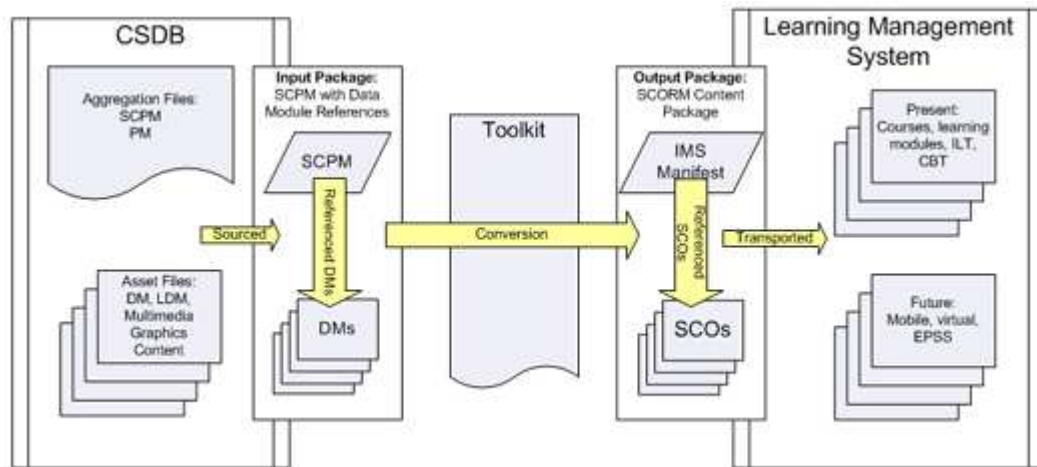 CSDB
Aggregation Files:
SCPM
PM
Sourced
Asset Files:
DM, LDM,
Multimedia
Graphics
Content
Input Package:
SCPM with Data
Module References
SCPM
Referenced DMs
DMs
Toolkit
Conversion
Output Package:
SCORM Content
Package
IMS
Manifest
Referenced
SCOs
SCOs
Transported
Learning Management
System
Present:
Courses, learning
modules, ILT,
CBT
Future:
Mobile, virtual,
EPSS